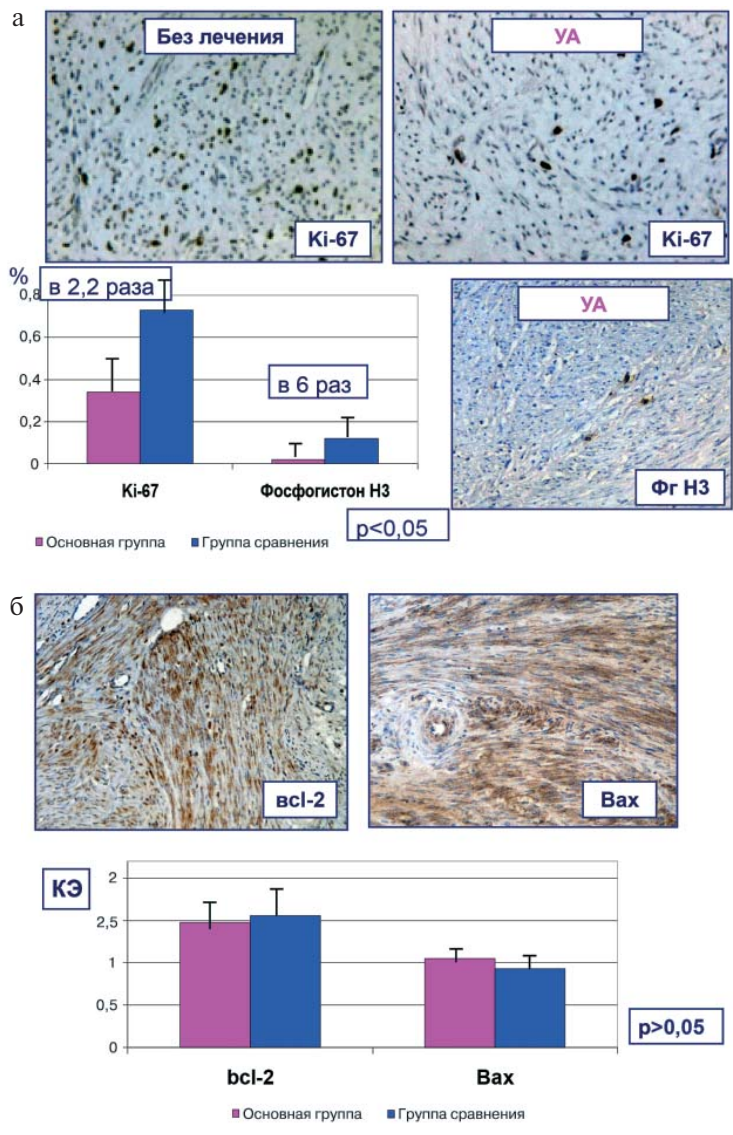 а
Без лечения
УА
Ki-67
Ki-67
%
в 2,2 раза
0,8
0,6
0,4
0,2
0
в 6 раз
Ki-67
Фосфогистон Н3
Основная группа
Группа сравнения
p<0,05
УА
Фг Н3
б
вcl-2
Bax
КЭ
2
2,5
1
0,5
0
bcl-2
Bax
p>0,05
Основная группа
Группа сравнения